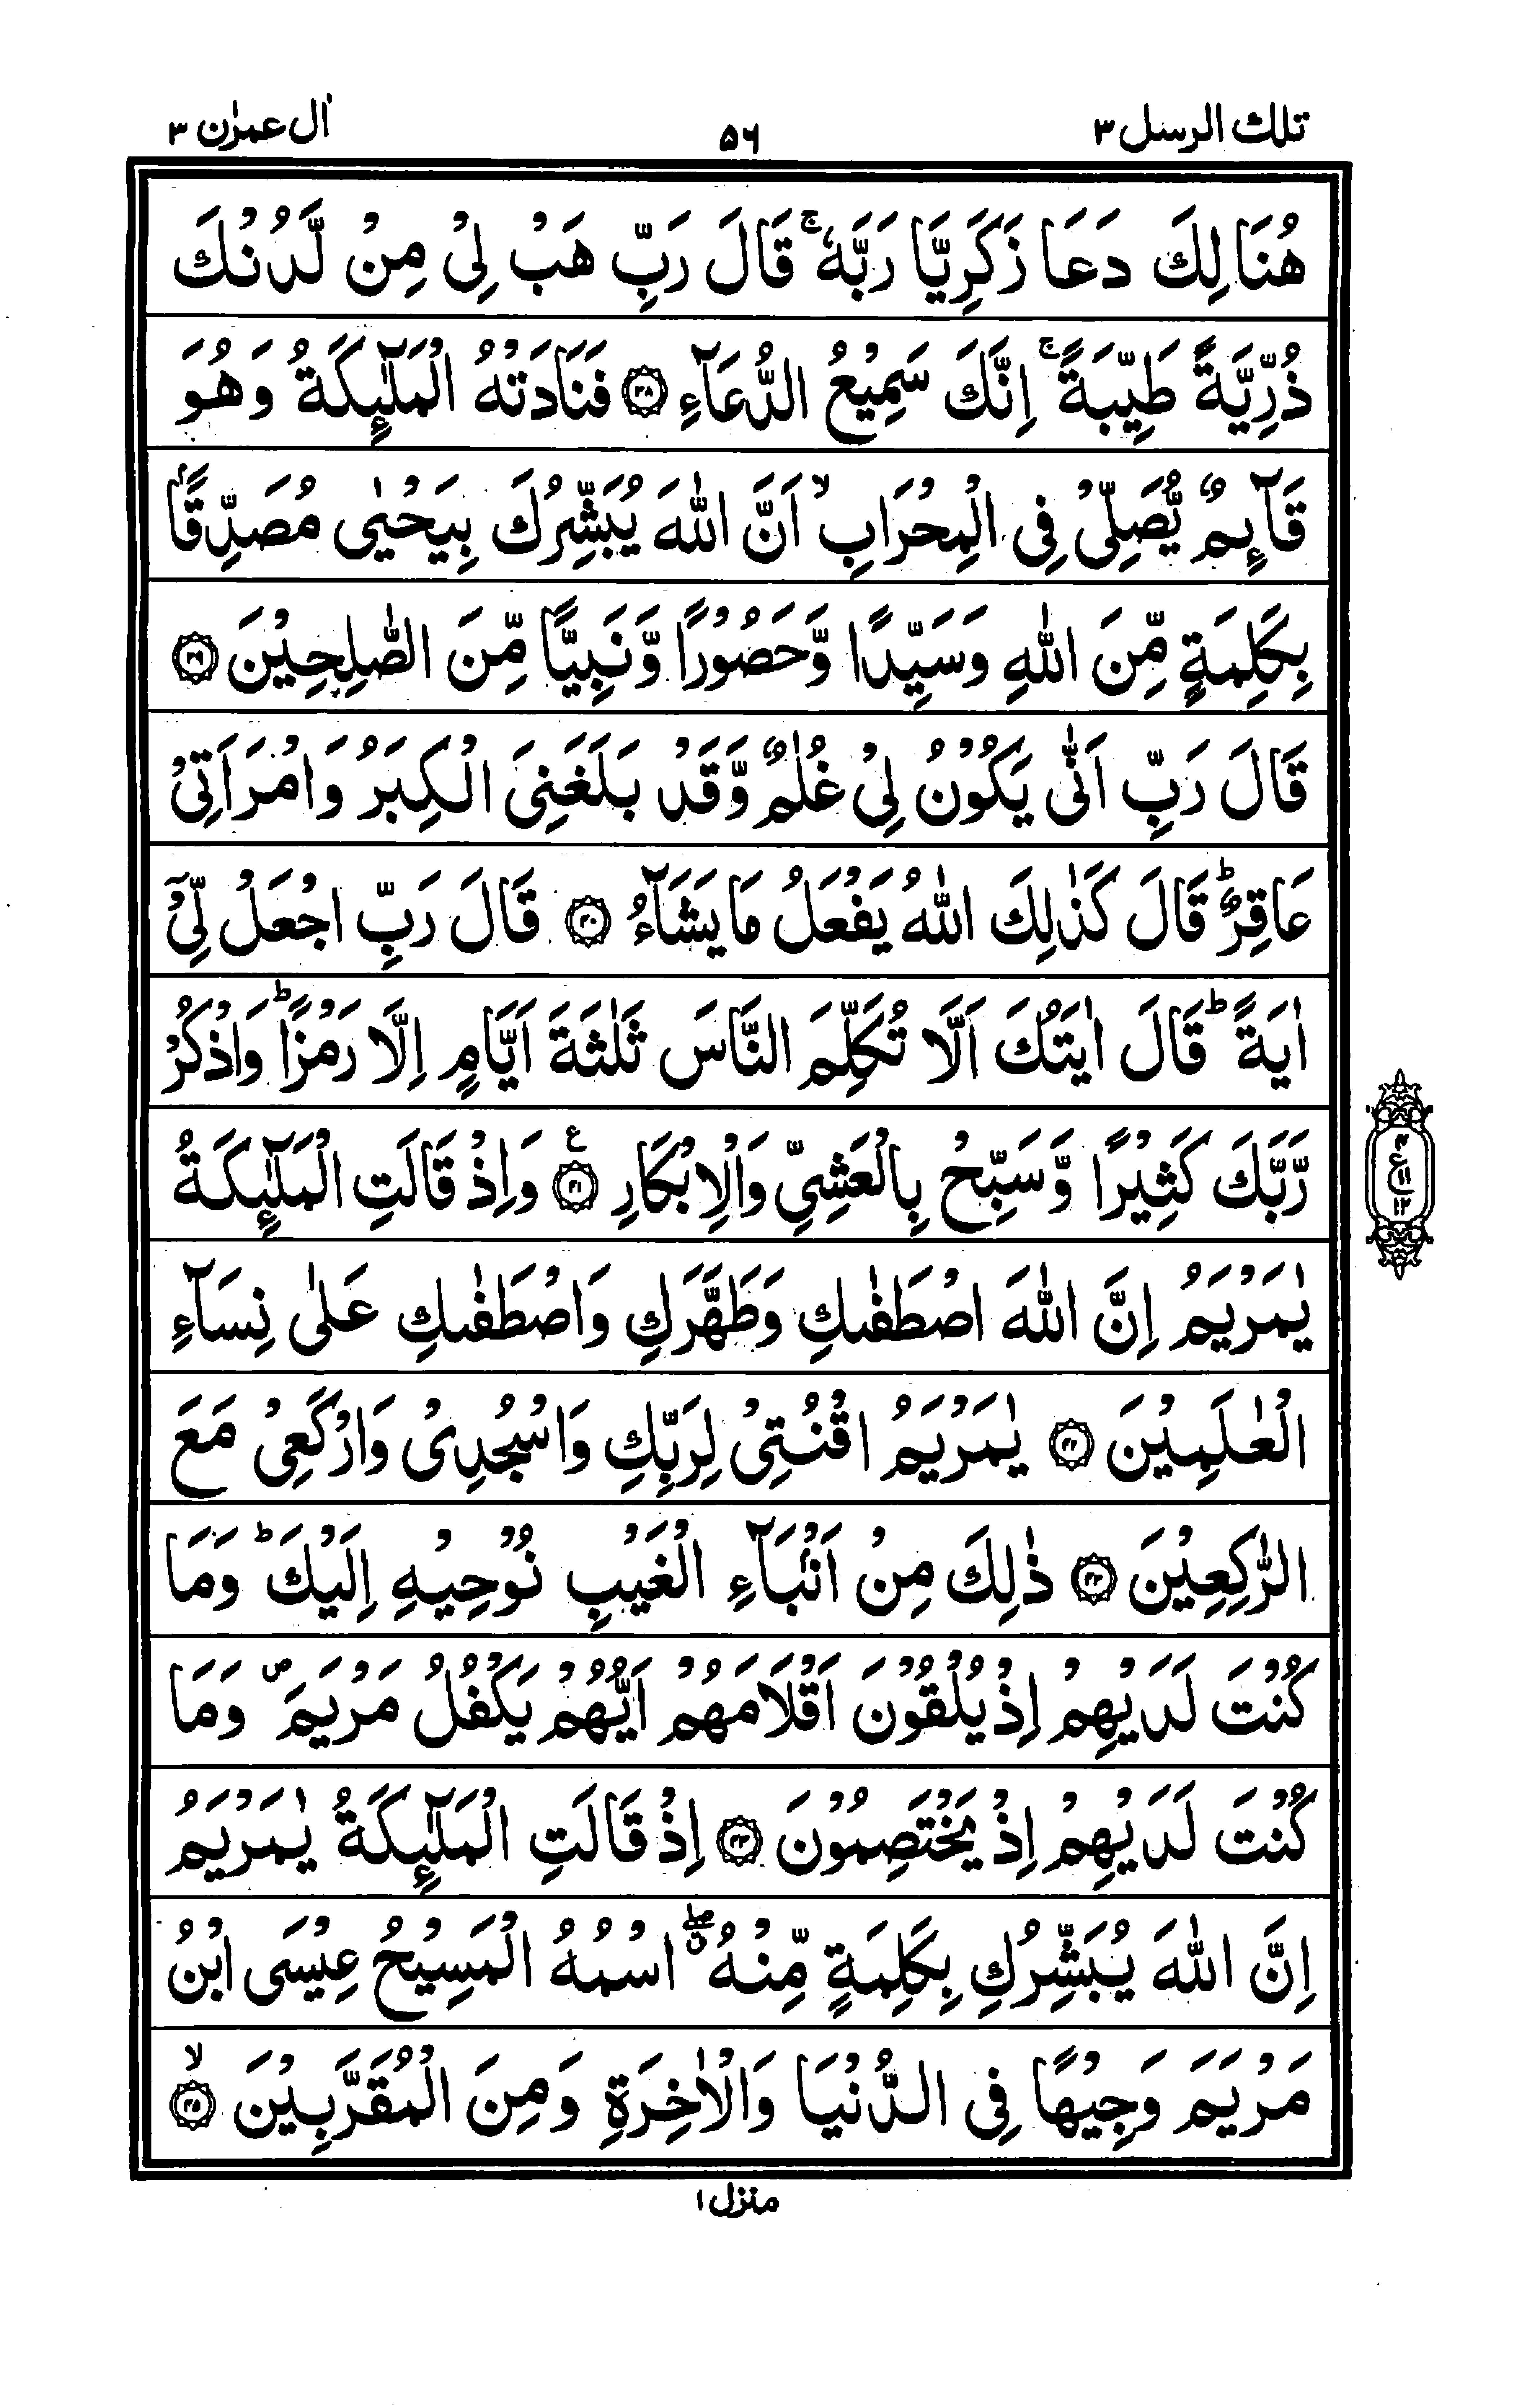 تلك الرسل ٣
۵٦
اٰل عمرٰن ٣
هُنَالِكَ دَعَا زَكَرِيَّا رَبَّهٗ ۚ قَالَ رَبِّ هَبْ لِيْ مِنْ لَّدُنْكَ
ذُرِّيَّةً طَيِّبَةً ۚ اِنَّكَ سَمِيْعُ الدُّعَآءِ ۝٣٨ فَنَادَتْهُ الْمَلٰٓئِكَةُ وَهُوَ
قَآئِمٌ يُّصَلِّيْ فِي الْمِحْرَابِ ۙ اَنَّ اللّٰهَ يُبَشِّرُكَ بِيَحْيٰى مُصَدِّقًۢا
بِكَلِمَةٍ مِّنَ اللّٰهِ وَسَيِّدًا وَّحَصُوْرًا وَّنَبِيًّا مِّنَ الصّٰلِحِيْنَ ۝٣٩
قَالَ رَبِّ اَنّٰى يَكُوْنُ لِيْ غُلٰمٌ وَّقَدْ بَلَغَنِيَ الْكِبَرُ وَامْرَاَتِيْ
عَاقِرٌ ؕ قَالَ كَذٰلِكَ اللّٰهُ يَفْعَلُ مَا يَشَآءُ ۝٤٠ قَالَ رَبِّ اجْعَلْ لِّيْٓ
اٰيَةً ؕ قَالَ اٰيَتُكَ اَلَّا تُكَلِّمَ النَّاسَ ثَلٰثَةَ اَيَّامٍ اِلَّا رَمْزًا ؕ وَاذْكُرْ
رَّبَّكَ كَثِيْرًا وَّسَبِّحْ بِالْعَشِيِّ وَالْاِبْكَارِ ۝٤١ ع وَاِذْ قَالَتِ الْمَلٰٓئِكَةُ
يٰمَرْيَمُ اِنَّ اللّٰهَ اصْطَفٰىكِ وَطَهَّرَكِ وَاصْطَفٰىكِ عَلٰى نِسَآءِ
الْعٰلَمِيْنَ ۝٤٢ يٰمَرْيَمُ اقْنُتِيْ لِرَبِّكِ وَاسْجُدِيْ وَارْكَعِيْ مَعَ
الرّٰكِعِيْنَ ۝٤٣ ذٰلِكَ مِنْ اَنْۢبَآءِ الْغَيْبِ نُوْحِيْهِ اِلَيْكَ ؕ وَمَا
كُنْتَ لَدَيْهِمْ اِذْ يُلْقُوْنَ اَقْلَامَهُمْ اَيُّهُمْ يَكْفُلُ مَرْيَمَ ۪ وَمَا
كُنْتَ لَدَيْهِمْ اِذْ يَخْتَصِمُوْنَ ۝٤٤ اِذْ قَالَتِ الْمَلٰٓئِكَةُ يٰمَرْيَمُ
اِنَّ اللّٰهَ يُبَشِّرُكِ بِكَلِمَةٍ مِّنْهُ ۖق اسْمُهُ الْمَسِيْحُ عِيْسَى ابْنُ
مَرْيَمَ وَجِيْهًا فِي الدُّنْيَا وَالْاٰخِرَةِ وَمِنَ الْمُقَرَّبِيْنَ ۙ۝٤٥
منزل ١